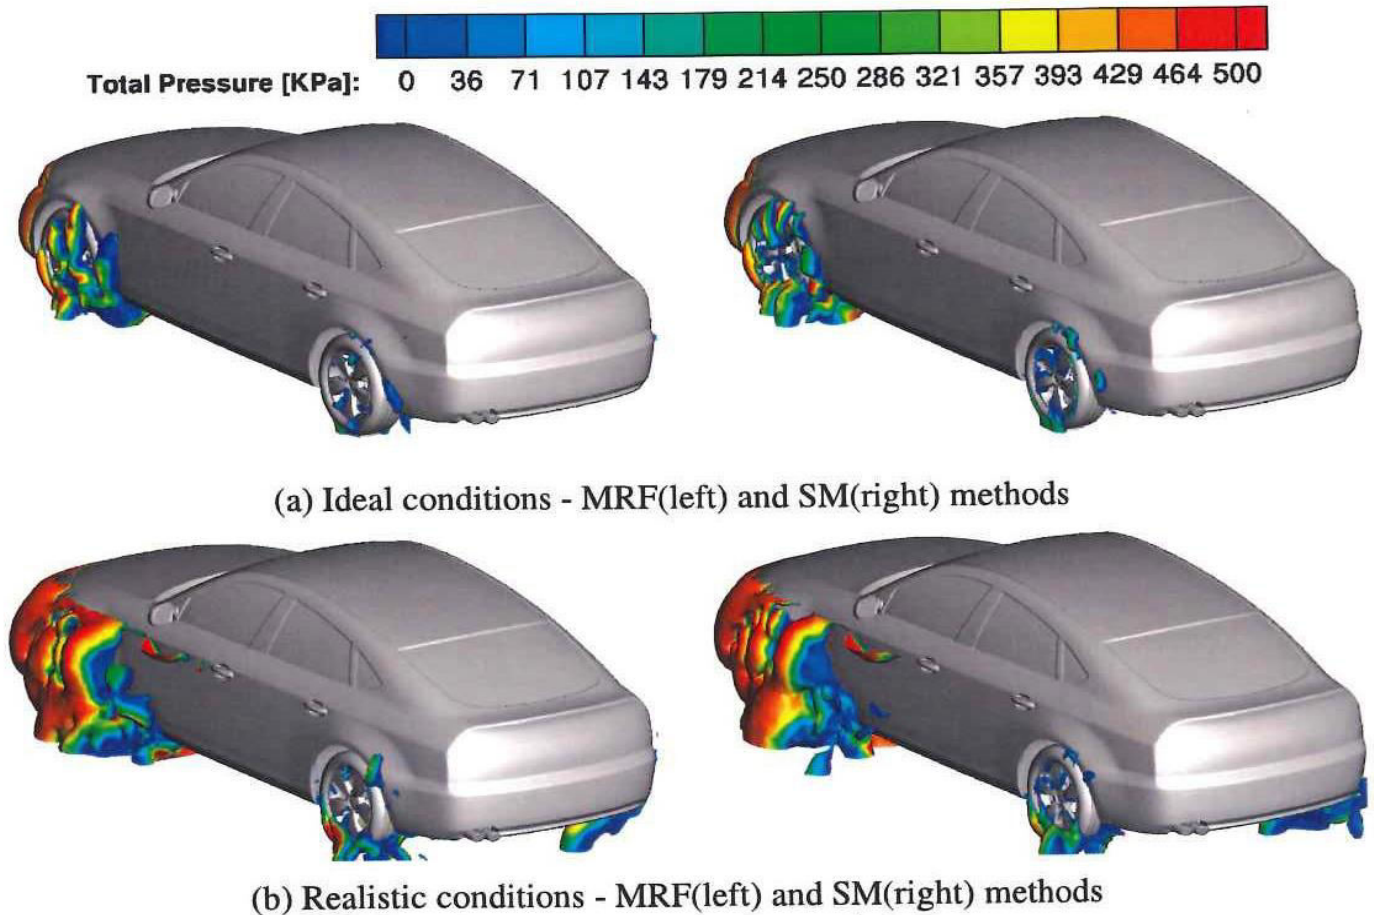 Total Pressure [KPa]: 0 36 71 107 143 179 214 250 286 321 357 393 429 464 500
(a) Ideal conditions - MRF(left) and SM(right) methods
(b) Realistic conditions - MRF(left) and SM(right) methods